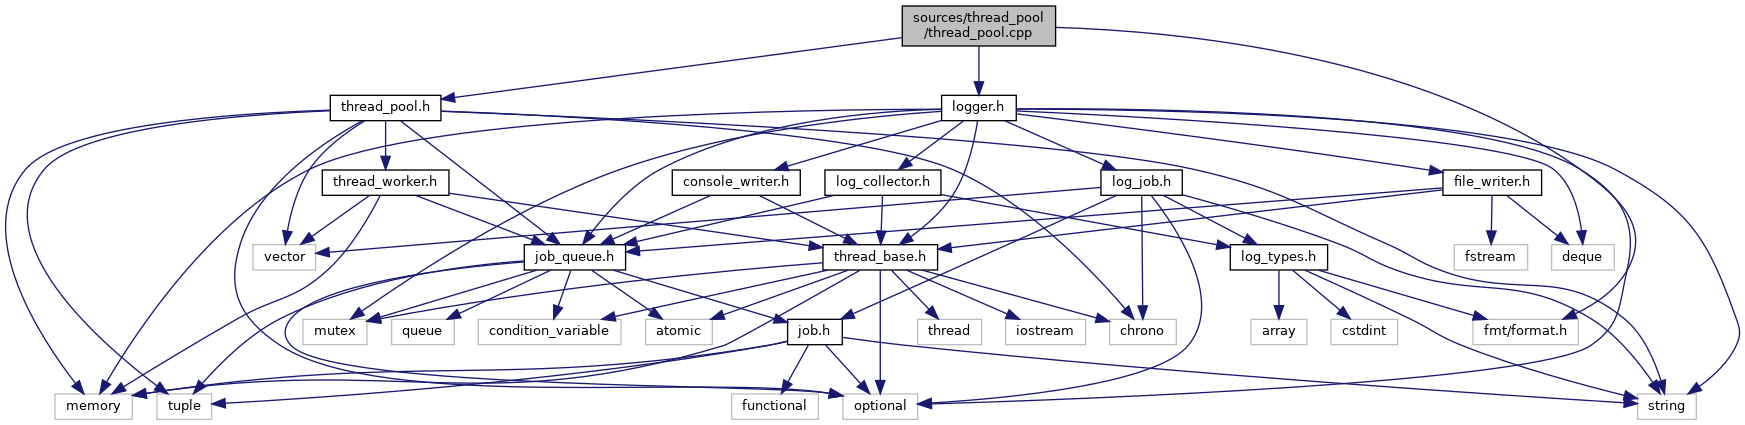 sources/thread_pool
/thread_pool.cpp
thread_pool.h
logger.h
thread_worker.h
console_writer.h
log_collector.h
log_job.h
file_writer.h
vector
job_queue.h
thread_base.h
log_types.h
fstream
deque
mutex
queue
condition_variable
atomic
job.h
thread
iostream
chrono
array
cstdint
fmt/format.h
memory
tuple
functional
optional
string